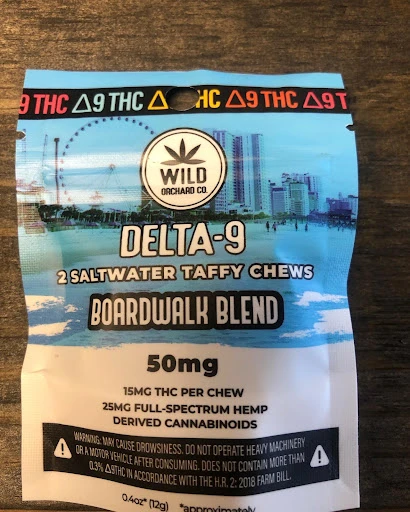 9 THC Δ9 THC Δ HC Δ9 THC Δ9 T
WILD
ORCHARD CO.
DELTA-9
2 SALTWATER TAFFY CHEWS
BOARDWALK BLEND
50mg
15MG THC PER CHEW
25MG FULL-SPECTRUM HEMP
DERIVED CANNABINOIDS
WARNING: MAY CAUSE DROWSINESS. DO NOT OPERATE HEAVY MACHINERY
OR A MOTOR VEHICLE AFTER CONSUMING. DOES NOT CONTAIN MORE THAN
0.3% Δ9THC IN ACCORDANCE WITH THE H.R. 2: 2018 FARM BILL.
0.4oz* (12g) *approximately